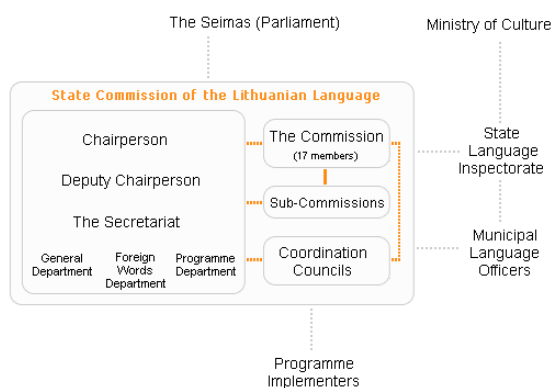 The Seimas (Parliament)
Ministry of Culture
State Commission of the Lithuanian Language
Chairperson
Deputy Chairperson
The Secretariat
General
Department
Foreign
Words
Department
Programme
Department
The Commission
(17 members)
Sub-Commissions
Coordination
Councils
State
Language
Inspectorate
Municipal
Language
Officers
Programme
Implementers